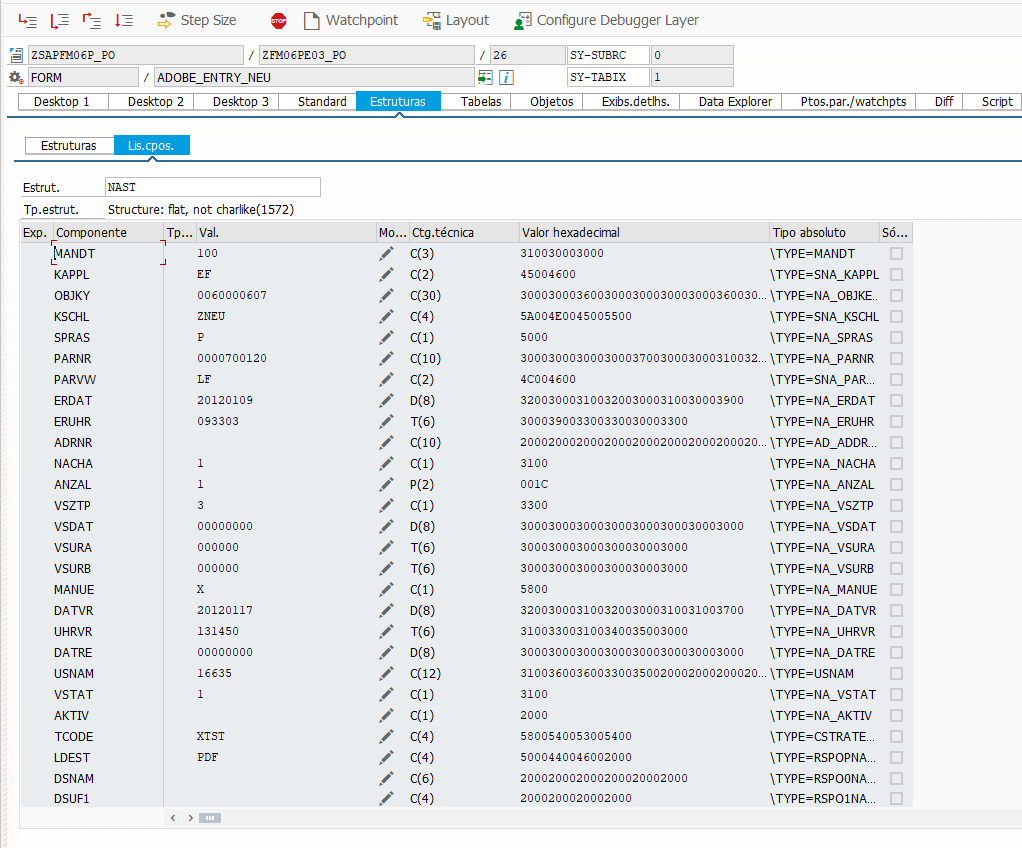 Step Size STOP Watchpoint Layout Configure Debugger Layer
ZSAPFM06P_PO / ZFM06PE03_PO / 26 SY-SUBRC 0
FORM / ADOBE_ENTRY_NEU SY-TABIX 1
Desktop 1 Desktop 2 Desktop 3 Standard Estruturas Tabelas Objetos Exibs.detlhs. Data Explorer Ptos.par./watchpts Diff Script
Estruturas Lis.cpos.
Estrut. NAST
Tp.estrut. Structure: flat, not charlike(1572)
Exp. Componente Tp... Val. Mo... Ctg.técnica Valor hexadecimal Tipo absoluto Só...
MANDT 100 C(3) 310030003000 \TYPE=MANDT
KAPPL EF C(2) 45004600 \TYPE=SNA_KAPPL
OBJKY 0060000607 C(30) 3000300036003000300030003000360030... \TYPE=NA_OBJKE...
KSCHL ZNEU C(4) 5A004E0045005500 \TYPE=SNA_KSCHL
SPRAS P C(1) 5000 \TYPE=NA_SPRAS
PARNR 0000700120 C(10) 3000300030003000370030003000310032... \TYPE=NA_PARNR
PARVW LF C(2) 4C004600 \TYPE=SNA_PAR...
ERDAT 20120109 D(8) 32003000310032003000310030003900 \TYPE=NA_ERDAT
ERUHR 093303 T(6) 300039003300330030003300 \TYPE=NA_ERUHR
ADRNR C(10) 2000200020002000200020002000200020... \TYPE=AD_ADDR...
NACHA 1 C(1) 3100 \TYPE=NA_NACHA
ANZAL 1 P(2) 001C \TYPE=NA_ANZAL
VSZTP 3 C(1) 3300 \TYPE=NA_VSZTP
VSDAT 00000000 D(8) 30003000300030003000300030003000 \TYPE=NA_VSDAT
VSURA 000000 T(6) 300030003000300030003000 \TYPE=NA_VSURA
VSURB 000000 T(6) 300030003000300030003000 \TYPE=NA_VSURB
MANUE X C(1) 5800 \TYPE=NA_MANUE
DATVR 20120117 D(8) 32003000310032003000310031003700 \TYPE=NA_DATVR
UHRVR 131450 T(6) 310033003100340035003000 \TYPE=NA_UHRVR
DATRE 00000000 D(8) 30003000300030003000300030003000 \TYPE=NA_DATRE
USNAM 16635 C(12) 3100360036003300350020002000200020... \TYPE=USNAM
VSTAT 1 C(1) 3100 \TYPE=NA_VSTAT
AKTIV C(1) 2000 \TYPE=NA_AKTIV
TCODE XTST C(4) 5800540053005400 \TYPE=CSTRATE...
LDEST PDF C(4) 5000440046002000 \TYPE=RSPOPNA...
DSNAM C(6) 200020002000200020002000 \TYPE=RSPO0NA...
DSUF1 C(4) 2000200020002000 \TYPE=RSPO1NA...